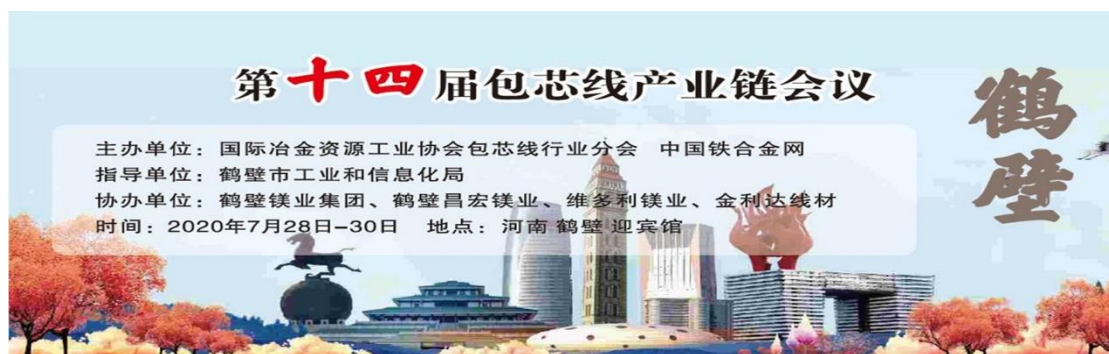 第十四届包芯线产业链会议
鹤壁
主办单位：国际冶金资源工业协会包芯线行业分会 中国铁合金网
指导单位：鹤壁市工业和信息化局
协办单位：鹤壁镁业集团、鹤壁昌宏镁业、维多利镁业、金利达线材
时间：2020年7月28日-30日 地点：河南 鹤壁 迎宾馆